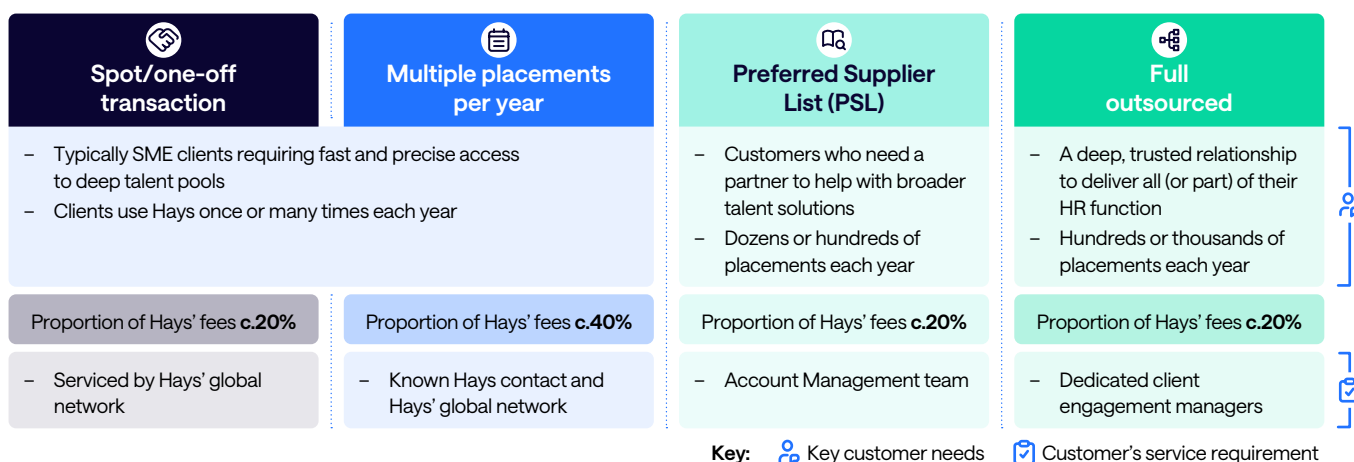 Spot/one-off
transaction
Multiple placements
per year
Preferred Supplier
List (PSL)
Full
outsourced
– Typically SME clients requiring fast and precise access
to deep talent pools
– Clients use Hays once or many times each year
– Customers who need a
partner to help with broader
talent solutions
– Dozens or hundreds of
placements each year
– A deep, trusted relationship
to deliver all (or part) of their
HR function
– Hundreds or thousands of
placements each year
Proportion of Hays’ fees c.20%
Proportion of Hays’ fees c.40%
Proportion of Hays’ fees c.20%
Proportion of Hays’ fees c.20%
– Serviced by Hays’ global
network
– Known Hays contact and
Hays’ global network
– Account Management team
– Dedicated client
engagement managers
Key: Key customer needs Customer’s service requirement